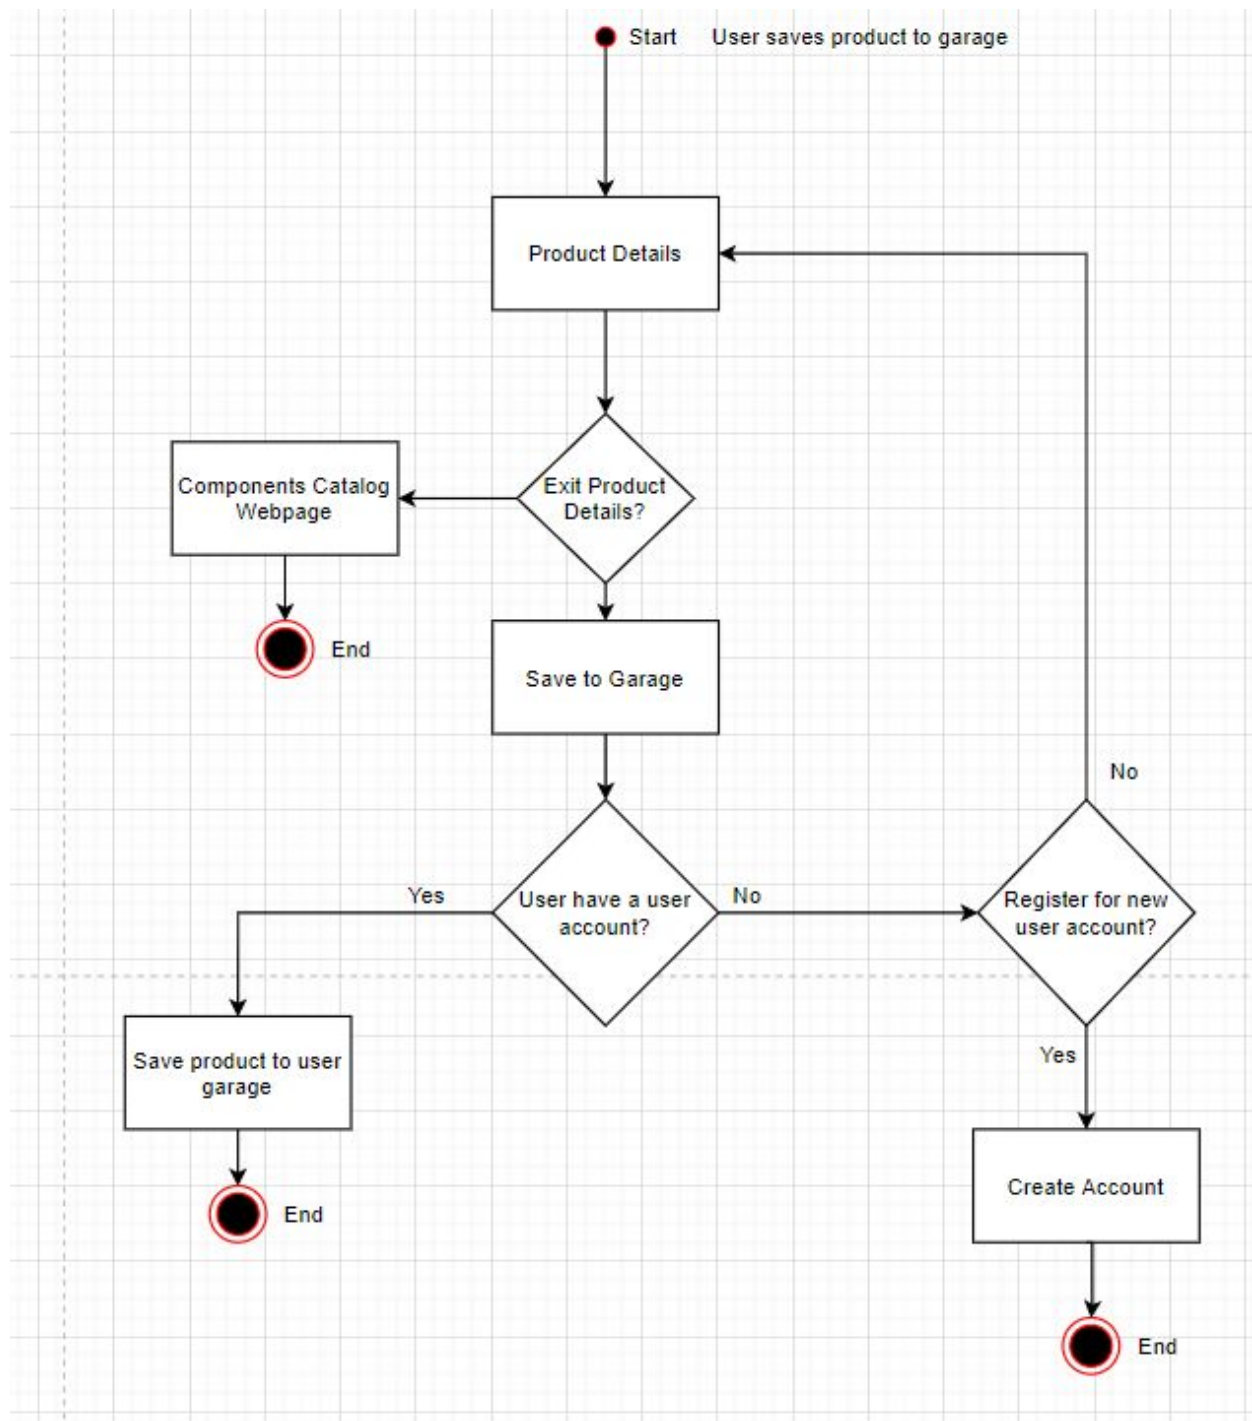 Start User saves product to garage
Product Details
Exit Product
Details?
Components Catalog
Webpage
End
Save to Garage
No
Yes
User have a user
account?
No
Register for new
user account?
Save product to user
garage
Yes
End
Create Account
End